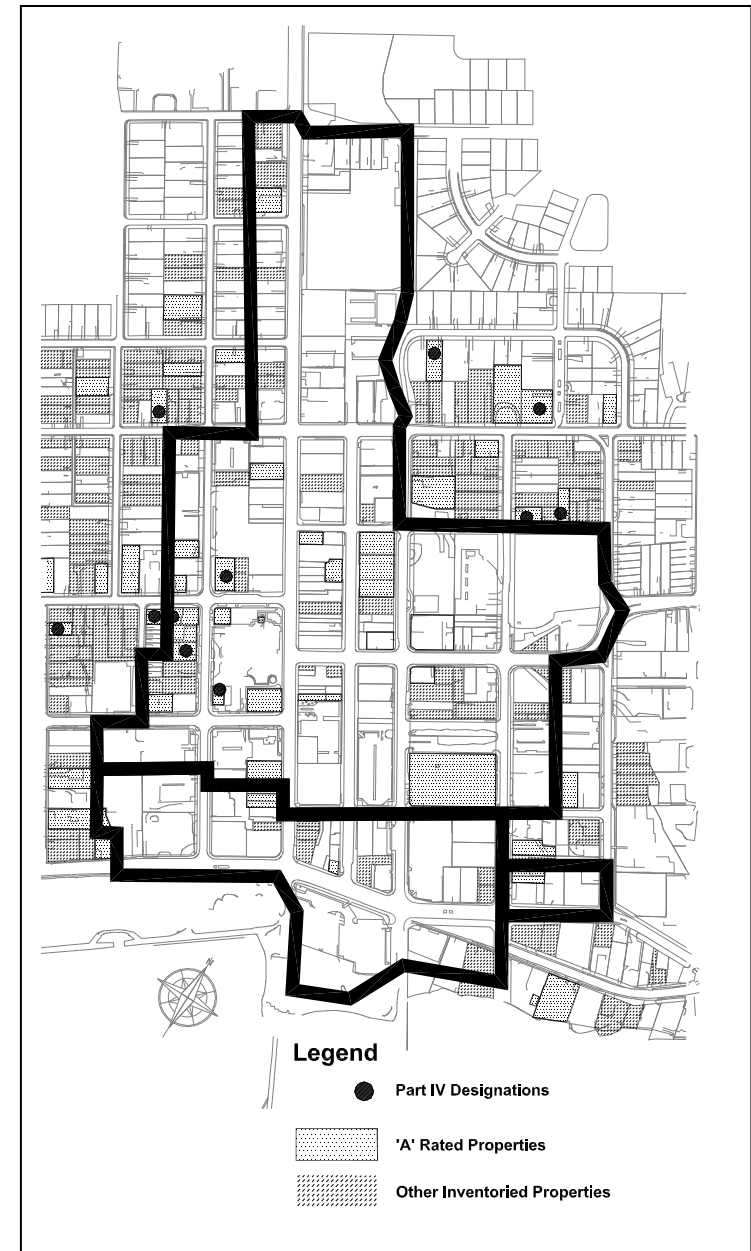 Legend
Part IV Designations
'A' Rated Properties
Other Inventoried Properties